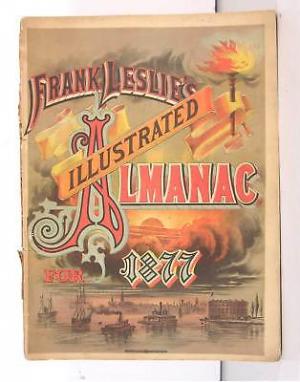 FRANK LESLIE'S
ILLUSTRATED
ALMANAC
FOR 1877